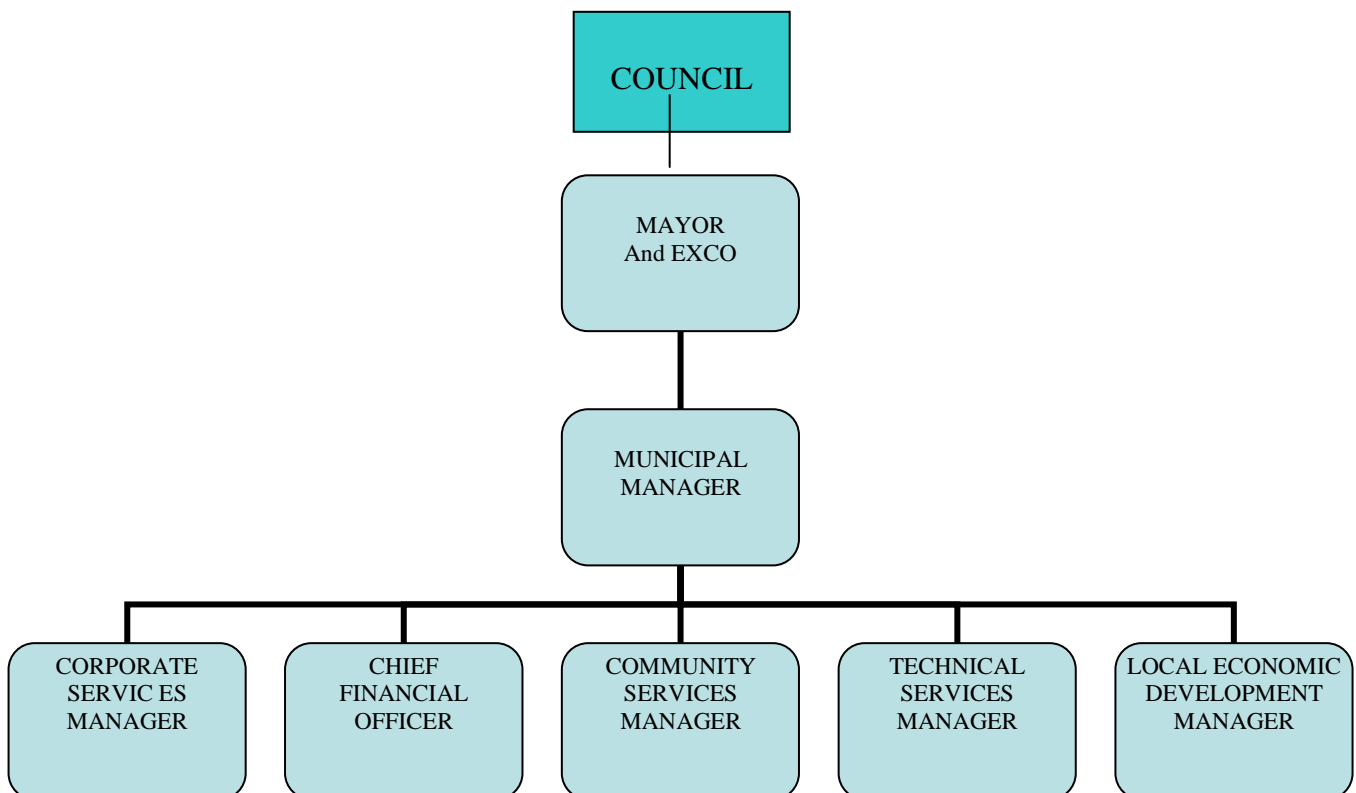 COUNCIL
MAYOR
And EXCO
MUNICIPAL
MANAGER
CORPORATE
SERVIC ES
MANAGER
CHIEF
FINANCIAL
OFFICER
COMMUNITY
SERVICES
MANAGER
TECHNICAL
SERVICES
MANAGER
LOCAL ECONOMIC
DEVELOPMENT
MANAGER